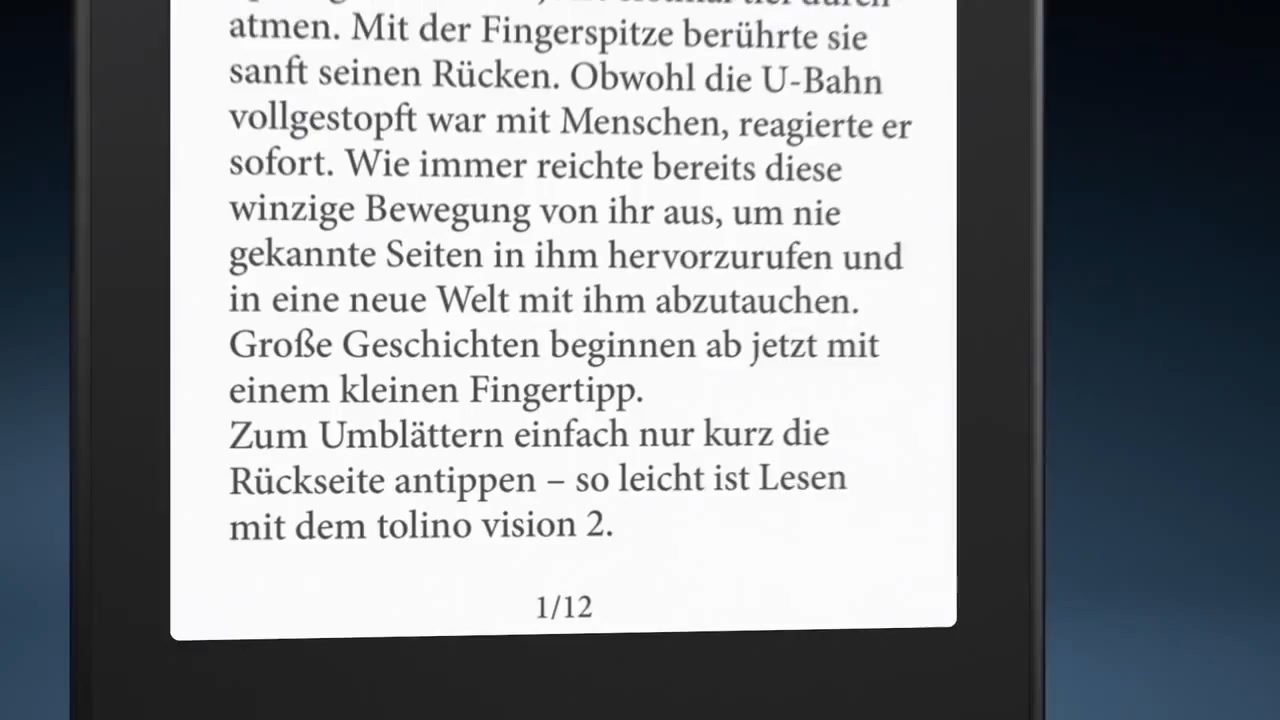 atmen. Mit der Fingerspitze berührte sie
sanft seinen Rücken. Obwohl die U-Bahn
vollgestopft war mit Menschen, reagierte er
sofort. Wie immer reichte bereits diese
winzige Bewegung von ihr aus, um nie
gekannte Seiten in ihm hervorzurufen und
in eine neue Welt mit ihm abzutauchen.
Große Geschichten beginnen ab jetzt mit
einem kleinen Fingertipp.
Zum Umblättern einfach nur kurz die
Rückseite antippen – so leicht ist Lesen
mit dem tolino vision 2.
1/12